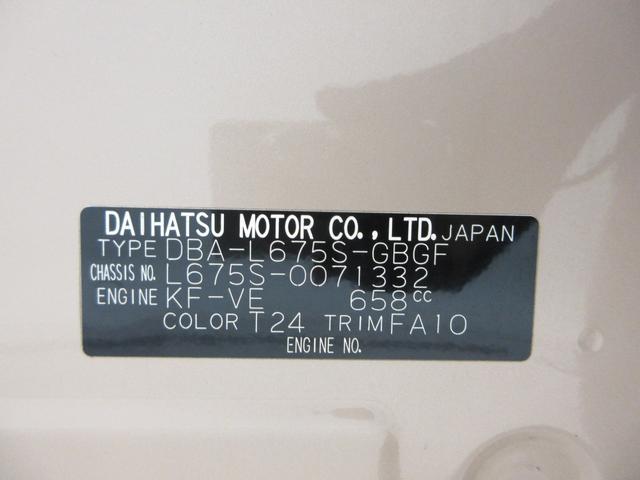 DAIHATSU MOTOR CO., LTD. JAPAN
TYPE DBA-L675S-GBGF
CHASSIS NO. L675S-0071332
ENGINE KF-VE 658cc
COLOR T24 TRIM FA10
ENGINE NO.